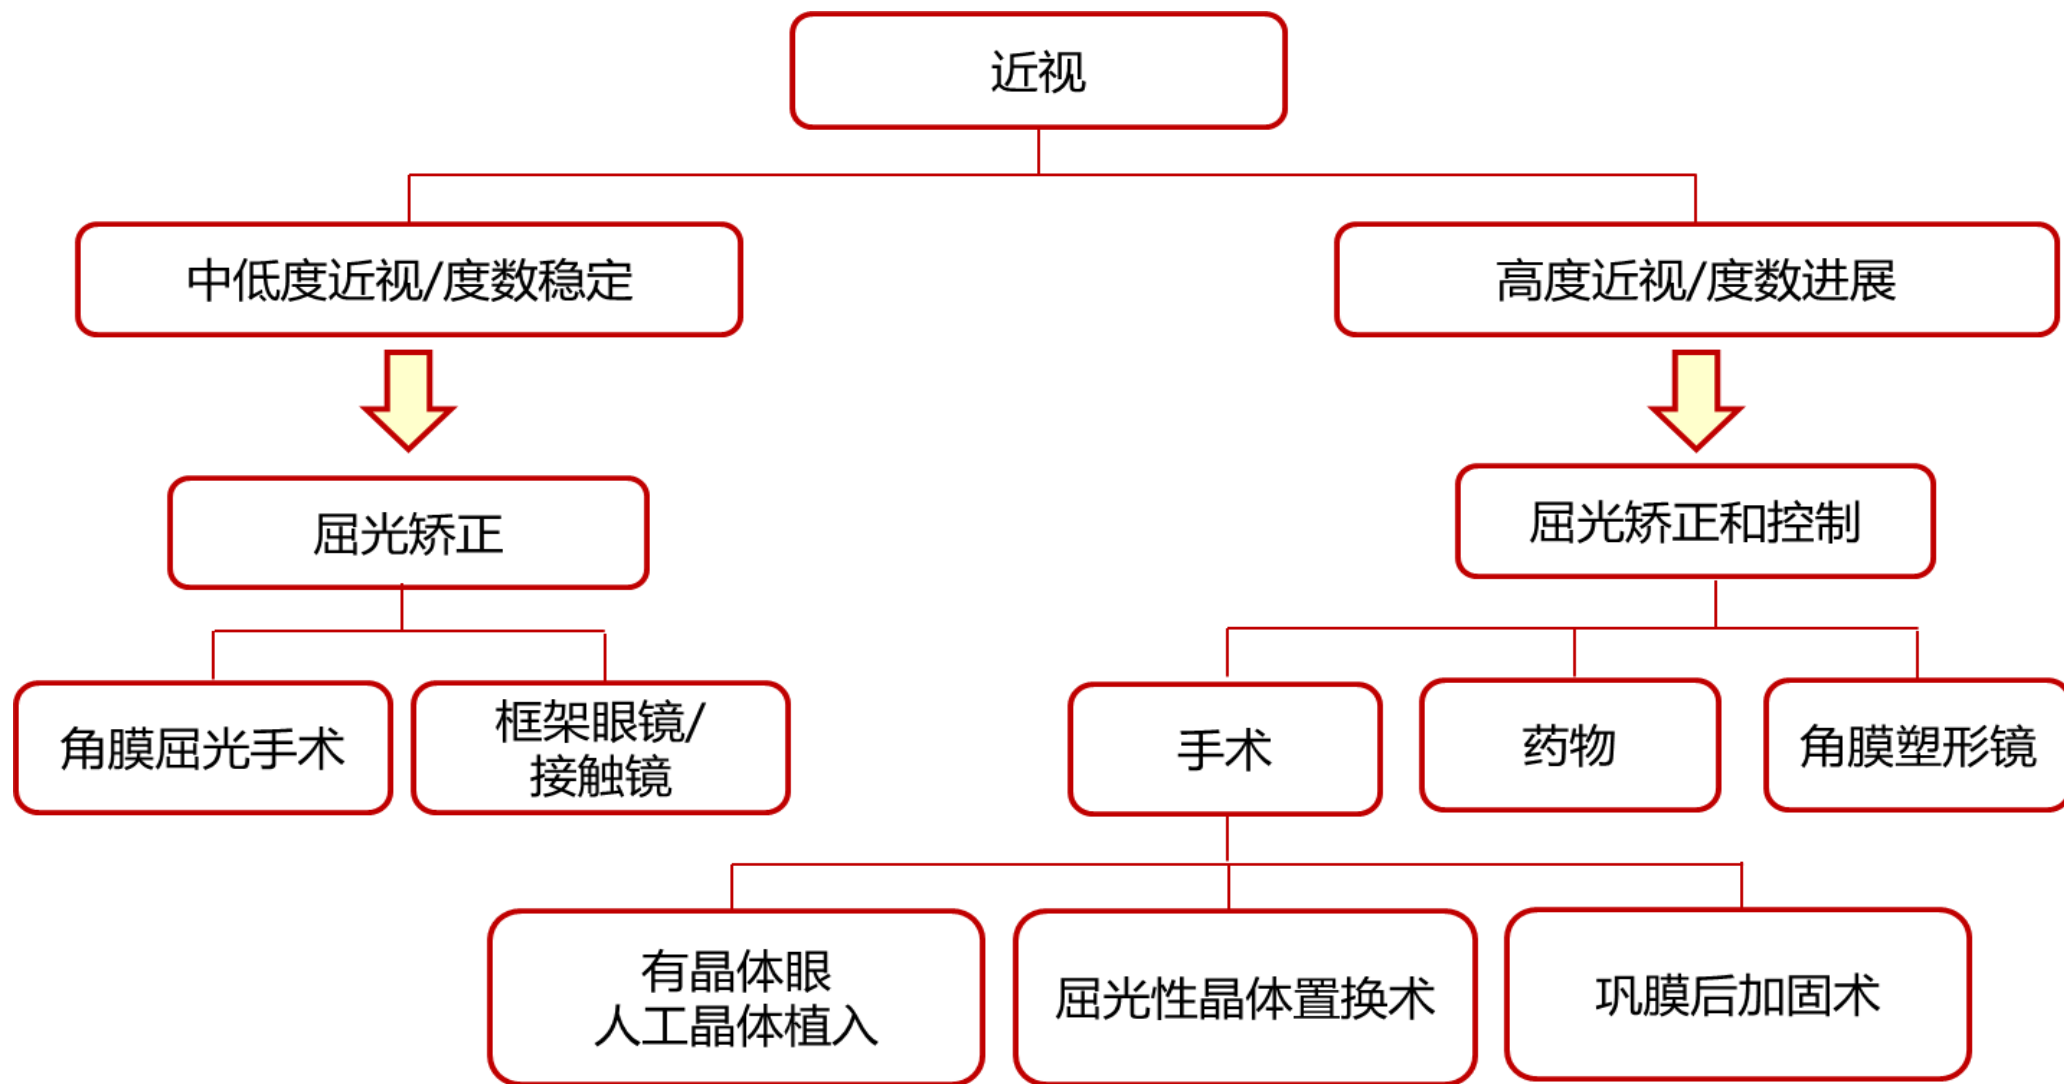 近视
中低度近视/度数稳定
高度近视/度数进展
屈光矫正
屈光矫正和控制
角膜屈光手术
框架眼镜/
接触镜
手术
药物
角膜塑形镜
有晶体眼
人工晶体植入
屈光性晶体置换术
巩膜后加固术